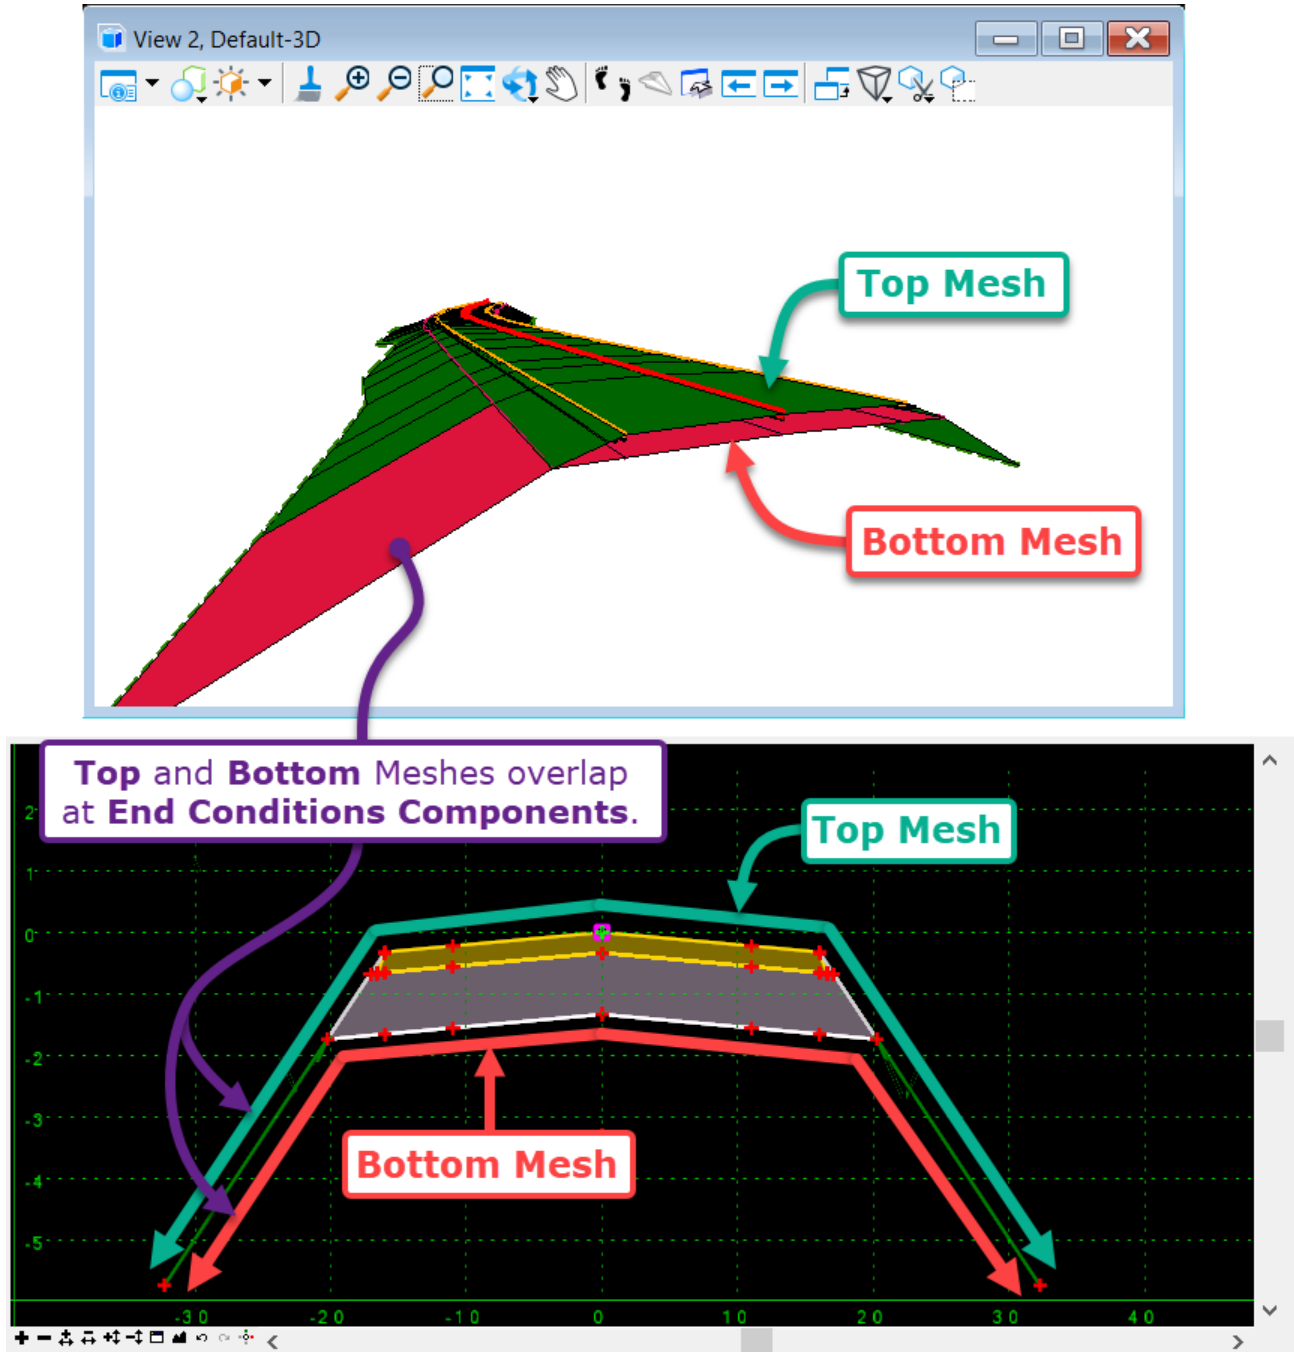 View 2, Default-3D
Top Mesh
Bottom Mesh
Top and Bottom Meshes overlap
at End Conditions Components.
Top Mesh
2
1
0
-1
-2
-3
-4
-5
Bottom Mesh
-30 -20 -10 0 10 20 30 40